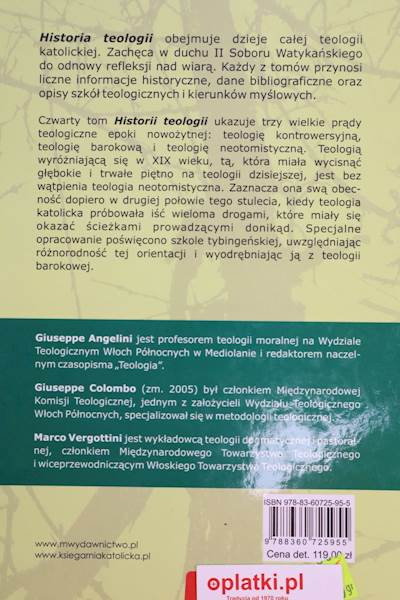 Historia teologii obejmuje dzieje całej teologii
katolickiej. Zachęca w duchu II Soboru Watykańskiego
do odnowy refleksji nad wiarą. Każdy z tomów przynosi
liczne informacje historyczne, dane bibliograficzne oraz
opisy szkół teologicznych i kierunków myślowych.
Czwarty tom Historii teologii ukazuje trzy wielkie prądy
teologiczne epoki nowożytnej: teologię kontrowersyjną,
teologię barokową i teologię neotomistyczną. Teologią
wyróżniającą się w XIX wieku, tą, która miała wycisnąć
głębokie i trwałe piętno na teologii dzisiejszej, jest bez
wątpienia teologia neotomistyczna. Zaznacza ona swą obec-
ność dopiero w drugiej połowie tego stulecia, kiedy teologia
katolicka próbowała iść wieloma drogami, które miały się
okazać ścieżkami prowadzącymi donikąd. Specjalne
opracowanie poświęcono szkole tybingeńskiej, uwzględniając
różnorodność tej orientacji i wyodrębniając ją z teologii
barokowej.
Giuseppe Angelini jest profesorem teologii moralnej na Wydziale
Teologicznym Włoch Północnych w Mediolanie i redaktorem naczel-
nym czasopisma „Teologia”.
Giuseppe Colombo (zm. 2005) był członkiem Międzynarodowej
Komisji Teologicznej, jednym z założycieli Wydziału Teologicznego
Włoch Północnych, specjalizował się w metodologii teologicznej.
Marco Vergottini jest wykładowcą teologii dogmatycznej i pastoral-
nej, członkiem Międzynarodowego Towarzystwa Teologicznego
i wiceprzewodniczącym Włoskiego Towarzystwa Teologicznego.
ISBN 978-83-60725-95-5
9 788360 725955
Cena det. 119,00 zł
www.mwydawnictwo.pl
www.ksiegarniakatolicka.pl
oplatki.pl
Tradycja od 1970 roku